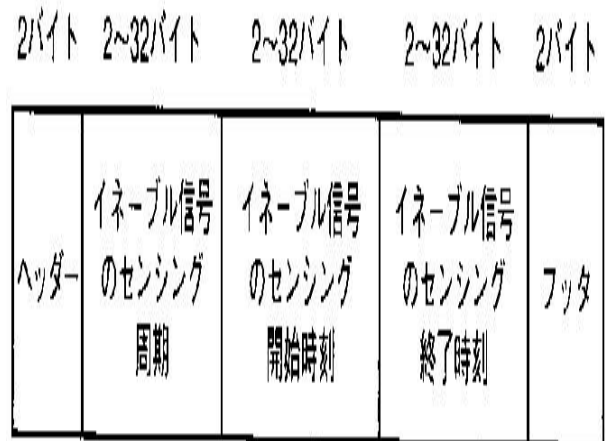 2バイト 2~32バイト 2~32バイト 2~32バイト 2バイト
ヘッダー
イネーブル信号
のセンシング
周期
イネーブル信号
のセンシング
開始時刻
イネーブル信号
のセンシング
終了時刻
フッタ